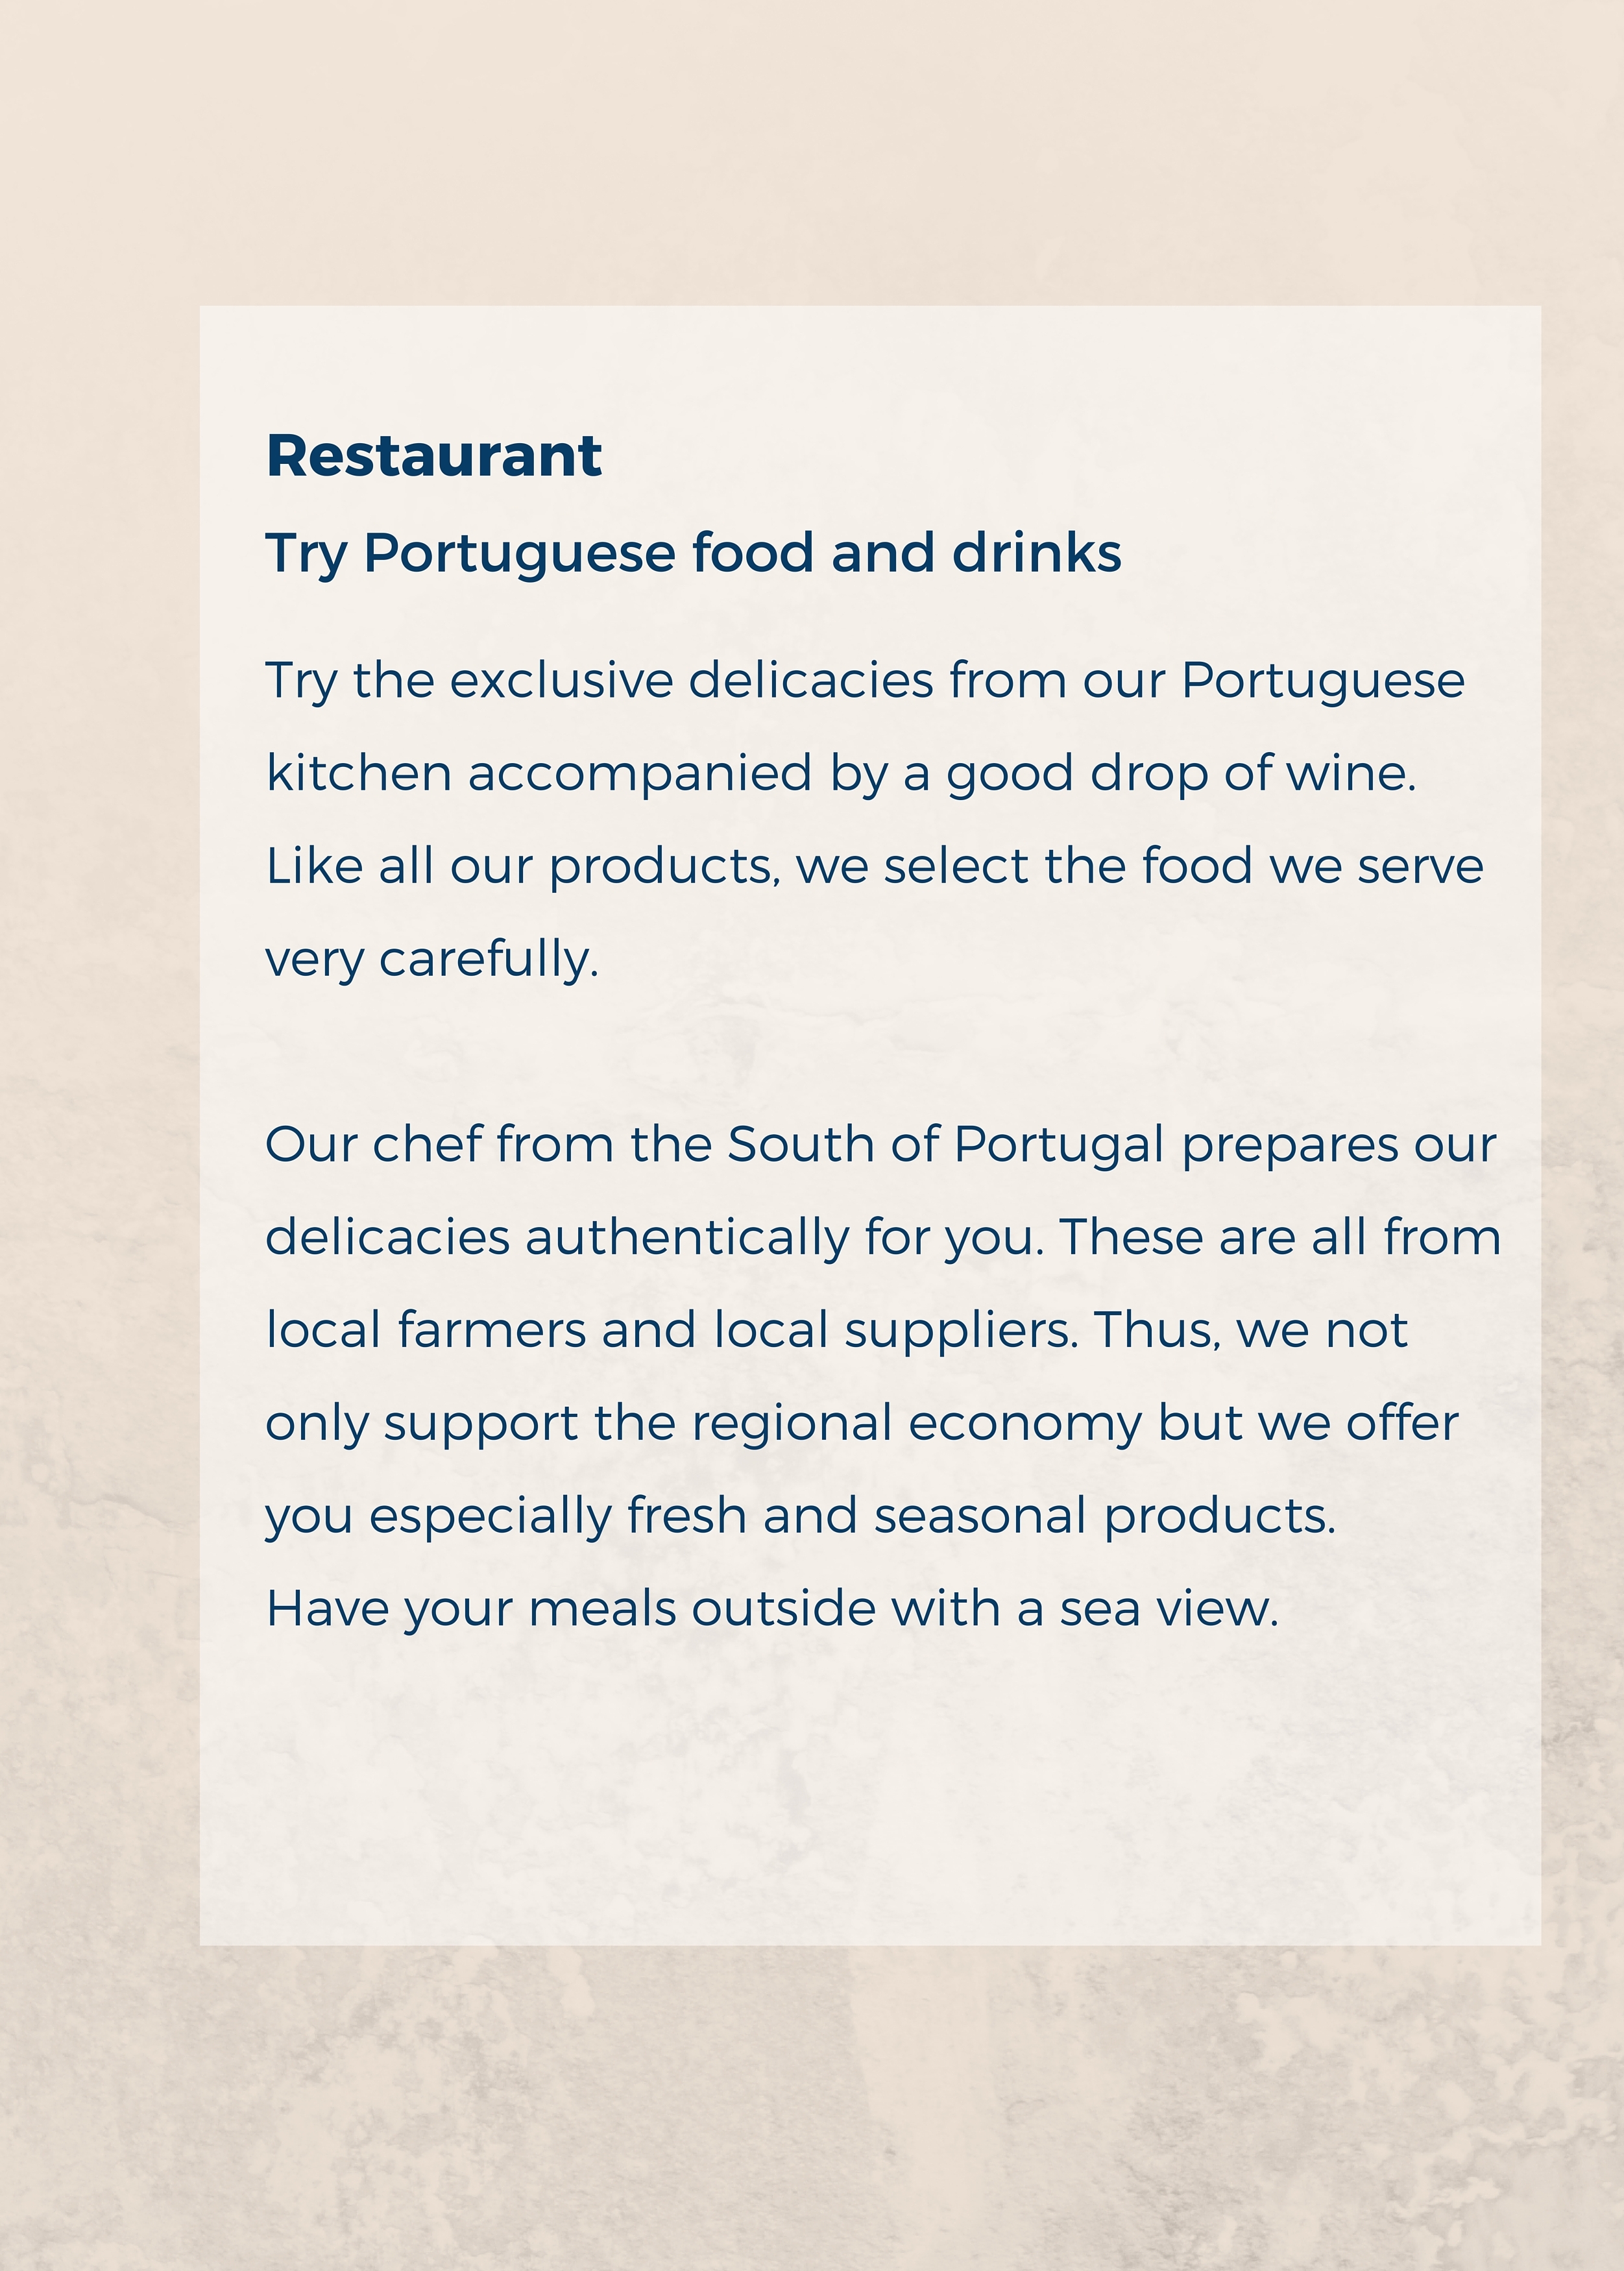 Restaurant
Try Portuguese food and drinks
Try the exclusive delicacies from our Portuguese
kitchen accompanied by a good drop of wine.
Like all our products, we select the food we serve
very carefully.
Our chef from the South of Portugal prepares our
delicacies authentically for you. These are all from
local farmers and local suppliers. Thus, we not
only support the regional economy but we offer
you especially fresh and seasonal products.
Have your meals outside with a sea view.